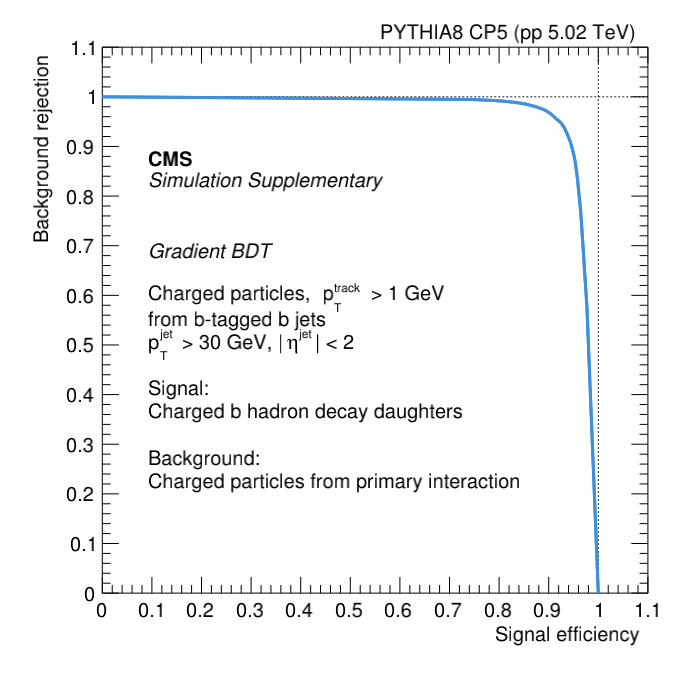 PYTHIA8 CP5 (pp 5.02 TeV)
Background rejection
1.1
1
0.9
0.8
0.7
0.6
0.5
0.4
0.3
0.2
0.1
0
CMS
Simulation Supplementary
Gradient BDT
Charged particles, p_T^track > 1 GeV
from b-tagged b jets
p_T^jet > 30 GeV, |η^jet| < 2
Signal:
Charged b hadron decay daughters
Background:
Charged particles from primary interaction
0 0.1 0.2 0.3 0.4 0.5 0.6 0.7 0.8 0.9 1 1.1
Signal efficiency